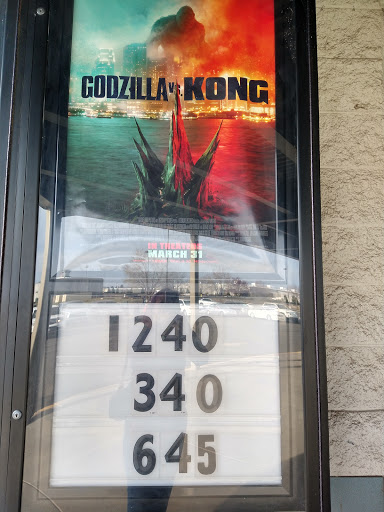 GODZILLA VS. KONG
IN THEATERS
MARCH 31
1240
340
645